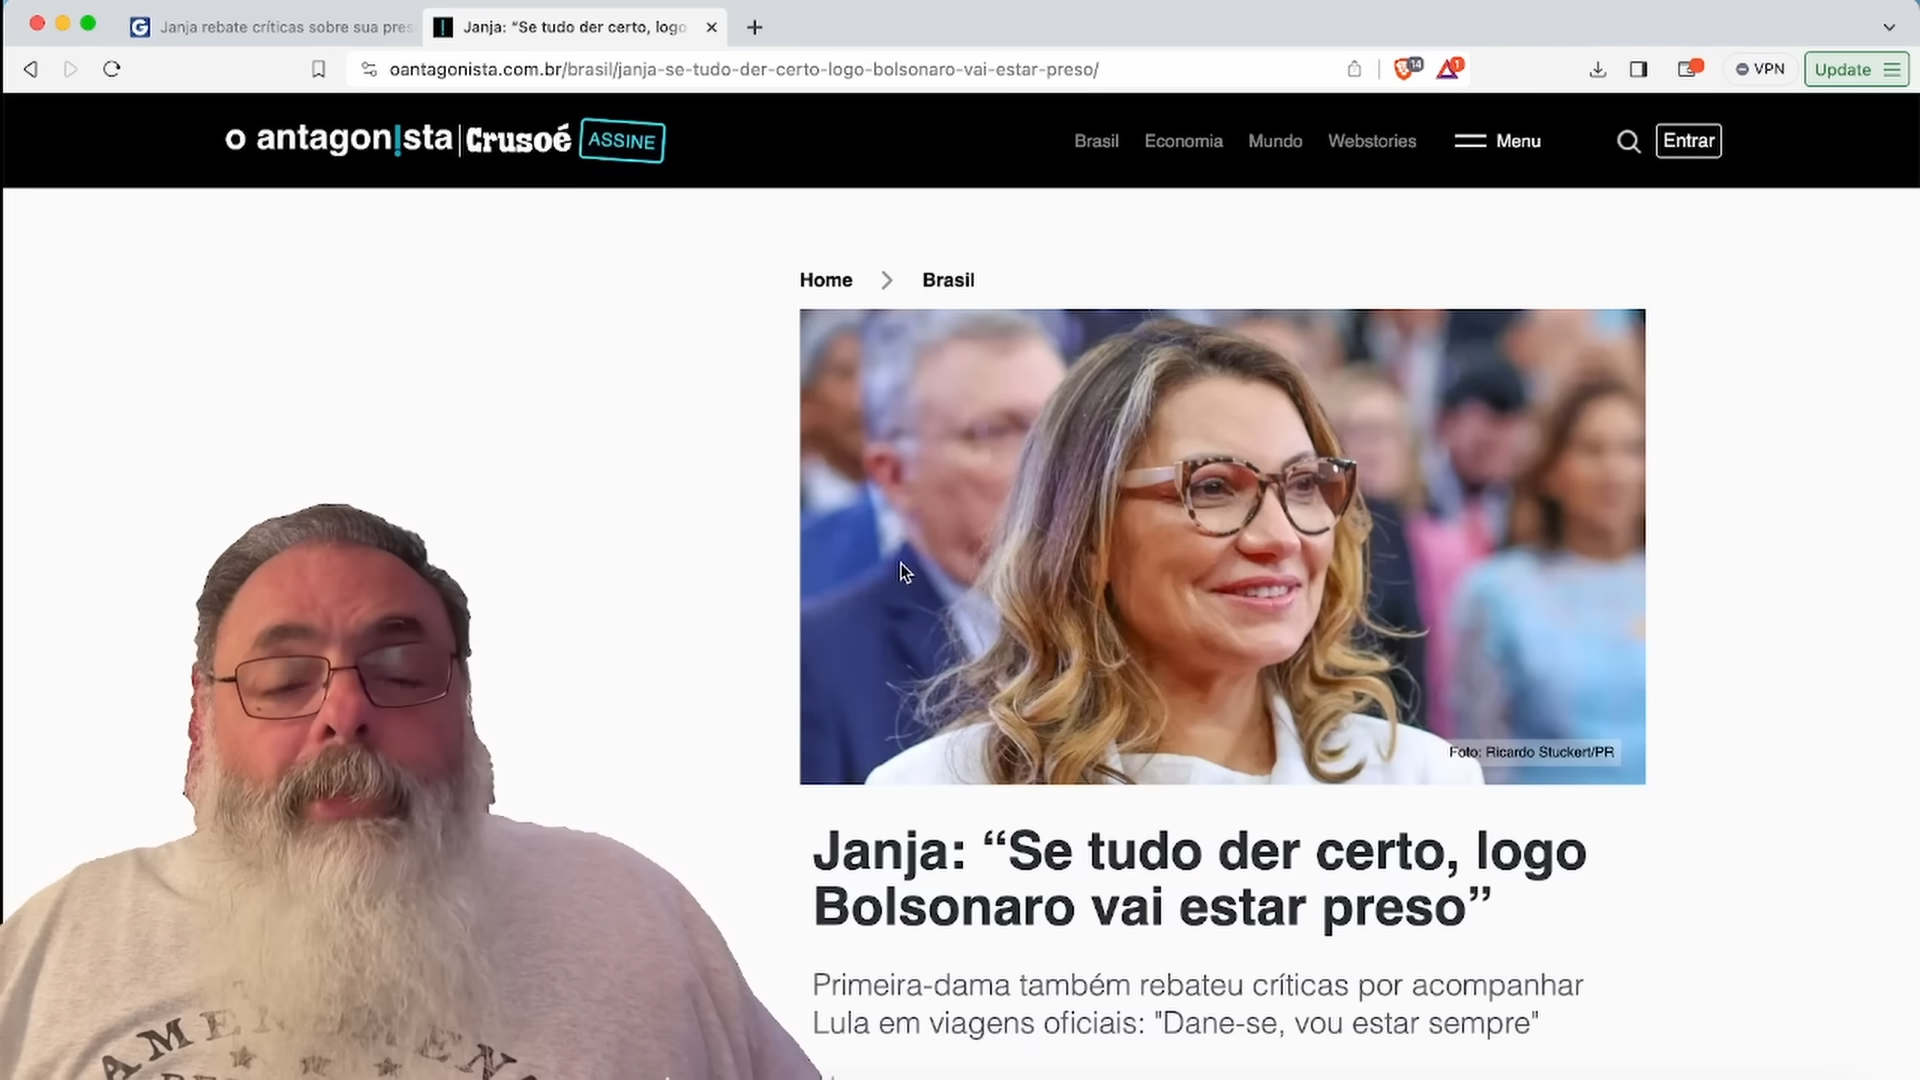 Janja rebate críticas sobre sua pres
Janja: “Se tudo der certo, logo
oantagonista.com.br/brasil/janja-se-tudo-der-certo-logo-bolsonaro-vai-estar-preso/
14
1
VPN
Update
o antagonista Crusoé ASSINE
Brasil Economia Mundo Webstories Menu Entrar
Home Brasil
Foto: Ricardo Stuckert/PR
Janja: “Se tudo der certo, logo
Bolsonaro vai estar preso”
Primeira-dama também rebateu críticas por acompanhar
Lula em viagens oficiais: "Dane-se, vou estar sempre"